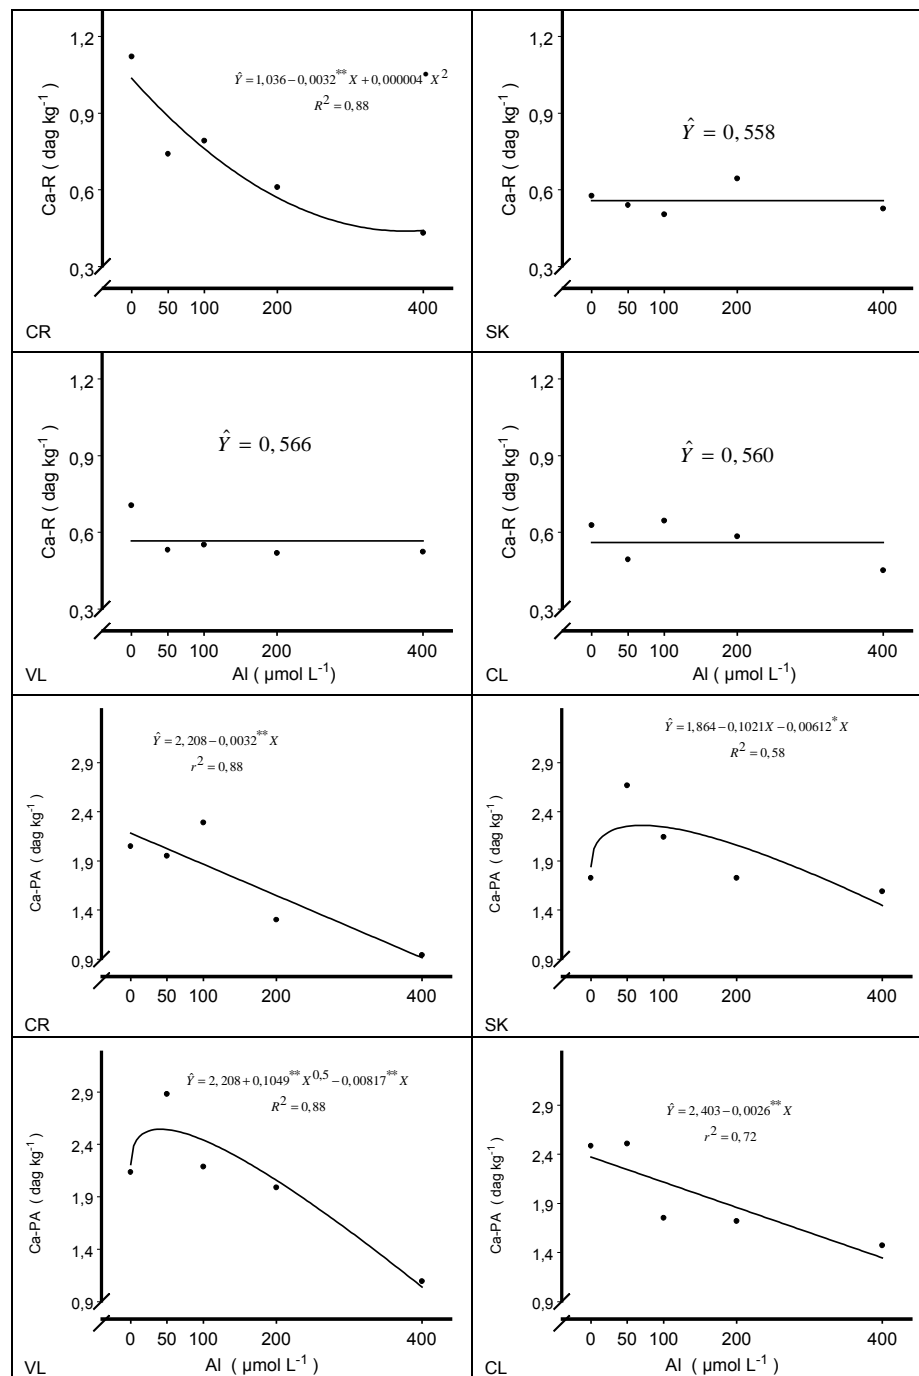 1,2
0,9
0,6
0,3
Ca-R ( dag kg-1 )
Ŷ = 1,036 − 0,0032** X + 0,000004• X2
R2 = 0,88
0 50 100 200 400
CR
1,2
0,9
0,6
0,3
Ca-R ( dag kg-1 )
Ŷ = 0,558
0 50 100 200 400
SK
1,2
0,9
0,6
0,3
Ca-R ( dag kg-1 )
Ŷ = 0,566
0 50 100 200 400
VL
Al ( µmol L-1)
1,2
0,9
0,6
0,3
Ca-R ( dag kg-1 )
Ŷ = 0,560
0 50 100 200 400
CL
Al ( µmol L-1)
2,9
2,4
1,9
1,4
0,9
Ca-PA ( dag kg-1 )
Ŷ = 2,208 − 0,0032** X
r2 = 0,88
0 50 100 200 400
CR
2,9
2,4
1,9
1,4
0,9
Ca-PA ( dag kg-1 )
Ŷ = 1,864 − 0,1021X − 0,00612* X
R2 = 0,58
0 50 100 200 400
SK
2,9
2,4
1,9
1,4
0,9
Ca-PA ( dag kg-1 )
Ŷ = 2,208 + 0,1049** X0,5 − 0,00817** X
R2 = 0,88
0 50 100 200 400
VL
Al ( µmol L-1)
2,9
2,4
1,9
1,4
0,9
Ca-PA ( dag kg-1 )
Ŷ = 2,403 − 0,0026** X
r2 = 0,72
0 50 100 200 400
CL
Al ( µmol L-1)